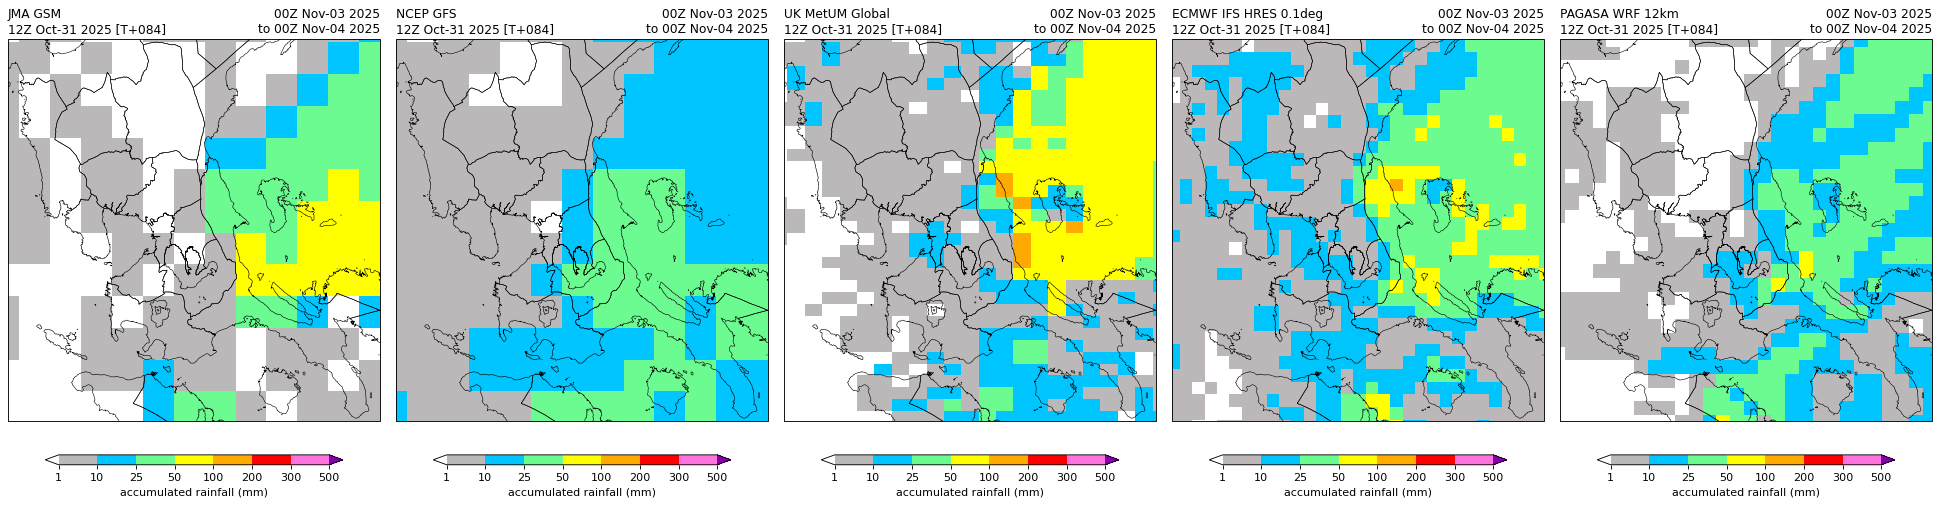 JMA GSM 00Z Nov-03 2025
12Z Oct-31 2025 [T+084] to 00Z Nov-04 2025
NCEP GFS 00Z Nov-03 2025
12Z Oct-31 2025 [T+084] to 00Z Nov-04 2025
UK MetUM Global 00Z Nov-03 2025
12Z Oct-31 2025 [T+084] to 00Z Nov-04 2025
ECMWF IFS HRES 0.1deg 00Z Nov-03 2025
12Z Oct-31 2025 [T+084] to 00Z Nov-04 2025
PAGASA WRF 12km 00Z Nov-03 2025
12Z Oct-31 2025 [T+084] to 00Z Nov-04 2025
1 10 25 50 100 200 300 500
accumulated rainfall (mm)
1 10 25 50 100 200 300 500
accumulated rainfall (mm)
1 10 25 50 100 200 300 500
accumulated rainfall (mm)
1 10 25 50 100 200 300 500
accumulated rainfall (mm)
1 10 25 50 100 200 300 500
accumulated rainfall (mm)